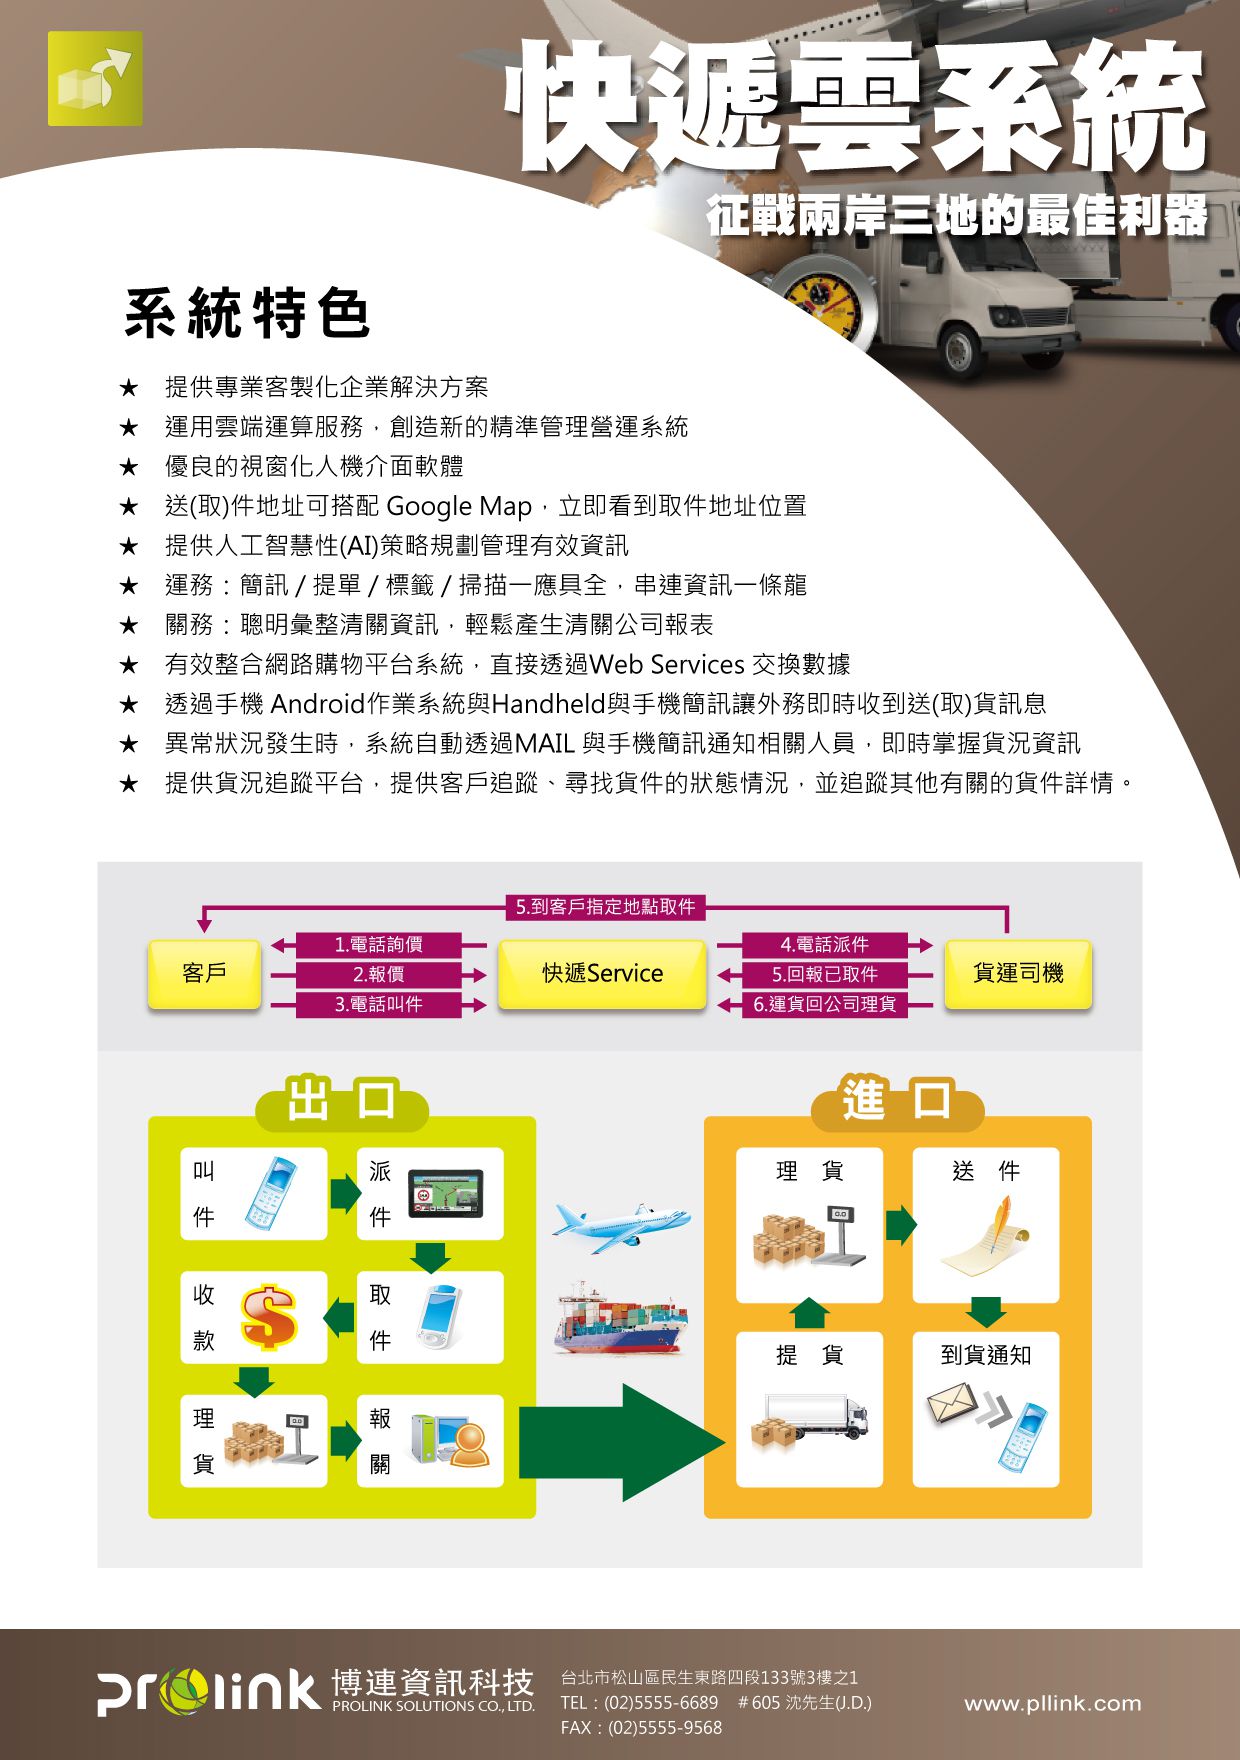 快遞雲系統
征戰兩岸三地的最佳利器
系統特色
★ 提供專業客製化企業解決方案
★ 運用雲端運算服務，創造新的精準管理營運系統
★ 優良的視窗化人機介面軟體
★ 送(取)件地址可搭配 Google Map，立即看到取件地址位置
★ 提供人工智慧性(AI)策略規劃管理有效資訊
★ 運務：簡訊 / 提單 / 標籤 / 掃描一應具全，串連資訊一條龍
★ 關務：聰明彙整清關資訊，輕鬆產生清關公司報表
★ 有效整合網路購物平台系統，直接透過Web Services 交換數據
★ 透過手機 Android作業系統與Handheld與手機簡訊讓外務即時收到送(取)貨訊息
★ 異常狀況發生時，系統自動透過MAIL 與手機簡訊通知相關人員，即時掌握貨況資訊
★ 提供貨況追蹤平台，提供客戶追蹤、尋找貨件的狀態情況，並追蹤其他有關的貨件詳情。
5.到客戶指定地點取件
客戶
1.電話詢價
2.報價
3.電話叫件
快遞Service
4.電話派件
5.回報已取件
6.運貨回公司理貨
貨運司機
出口
叫件
派件
收款
取件
理貨
0.0
報關
進口
理貨
0.0
送件
提貨
到貨通知
prolink
博連資訊科技
PROLINK SOLUTIONS CO., LTD.
台北市松山區民生東路四段133號3樓之1
TEL：(02)5555-6689 #605 沈先生(J.D.)
FAX：(02)5555-9568
www.pllink.com